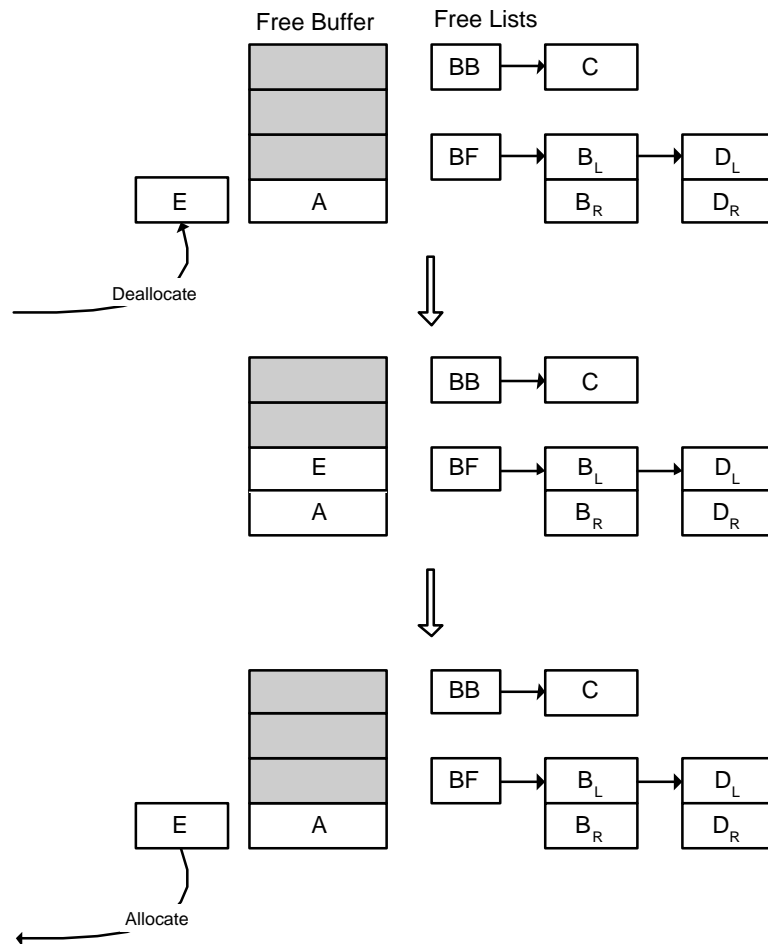 Free Buffer Free Lists
BB C
BF B_L D_L
E A B_R D_R
Deallocate
BB C
E BF B_L D_L
A B_R D_R
BB C
BF B_L D_L
E A B_R D_R
Allocate